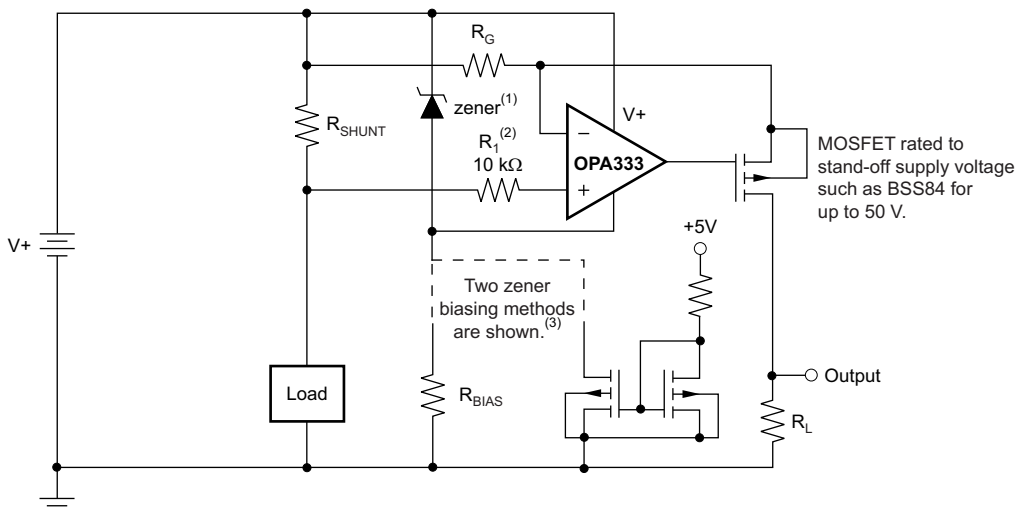 R_G
zener(1)
V+
R_SHUNT
R_1(2)
10 kΩ
−
OPA333
+
MOSFET rated to
stand-off supply voltage
such as BSS84 for
up to 50 V.
V+
+5V
Two zener
biasing methods
are shown.(3)
Load
R_BIAS
Output
R_L